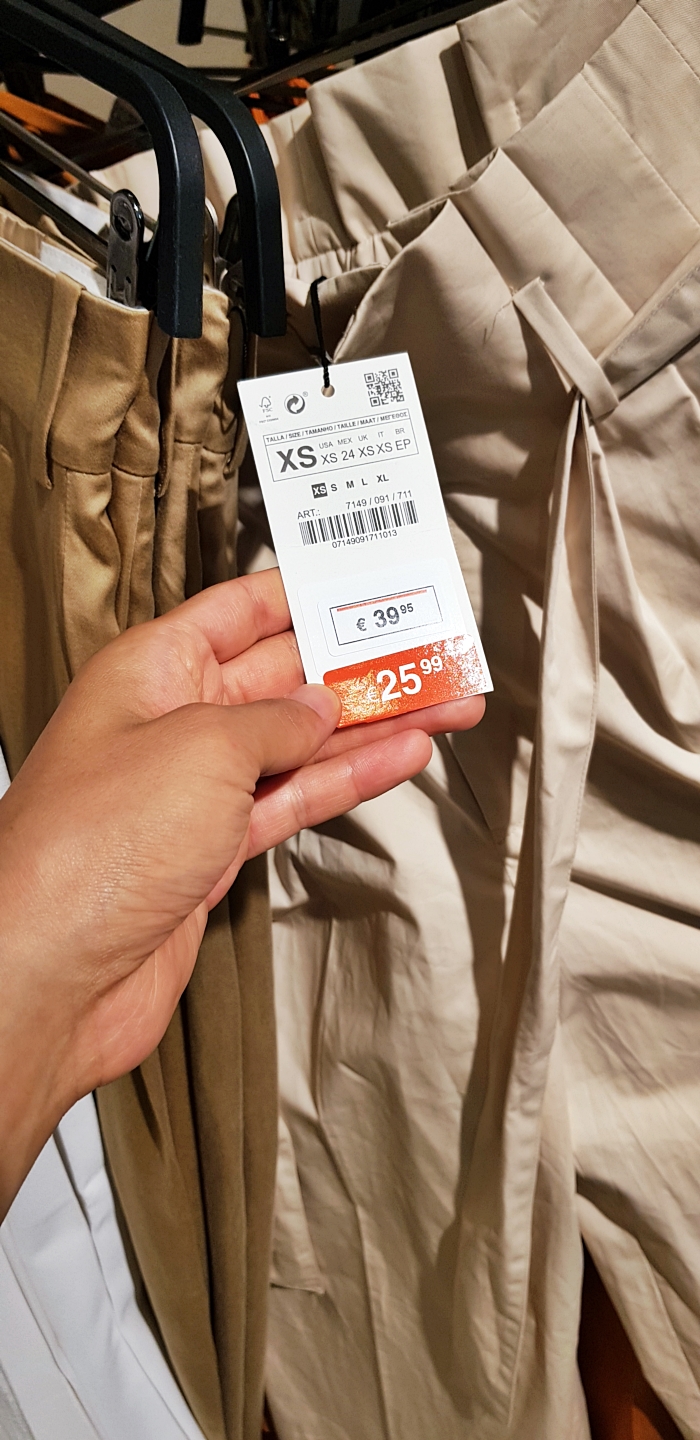 FSC
TALLA / SIZE / TAMANHO / TAILLE / MAAT / ΜΕΓΕΘΟΣ
USA MEX UK IT BR
XS XS 24 XS XS EP
XS S M L XL
ART.: 7149 / 091 / 711
07149091711013
€ 39 95
€25 99